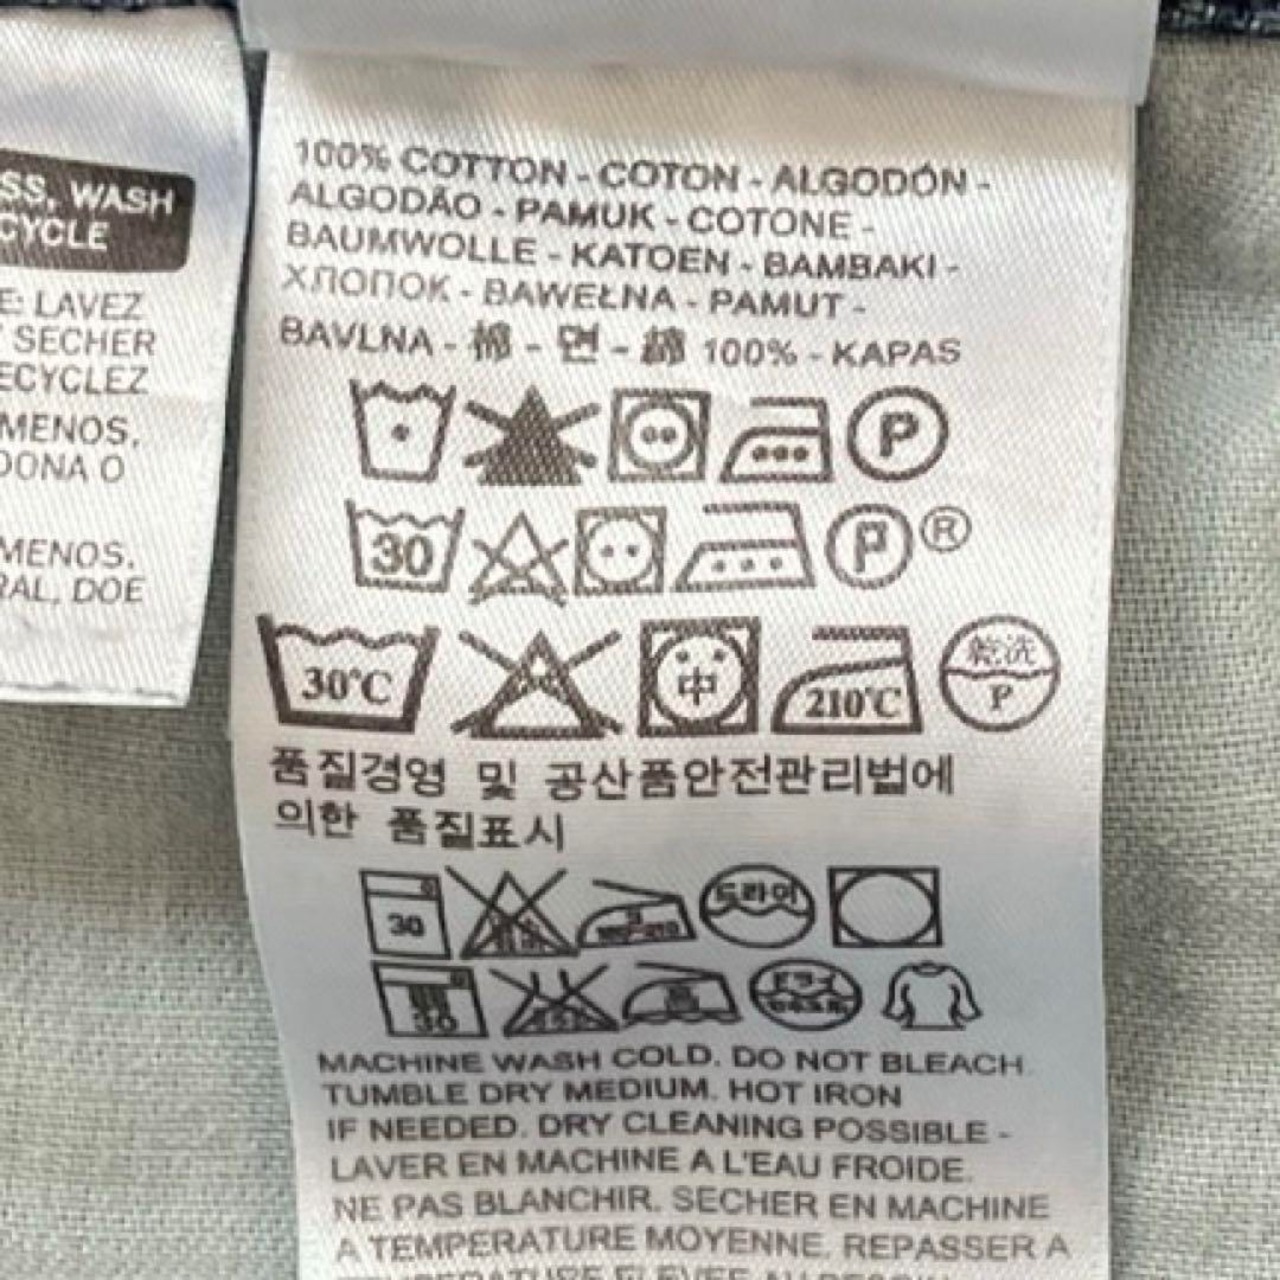 SS, WASH
CYCLE
E: LAVEZ
SECHER
ECYCLEZ
MENOS,
DONA O
MENOS.
RAL, DOE
100% COTTON - COTON - ALGODÓN -
ALGODÃO - PAMUK - COTONE -
BAUMWOLLE - KATOEN - BAMBAKI -
ХЛОПОК - BAWEŁNA - PAMUT -
BAVLNA - 棉 - 면 - 綿 100% - KAPAS
P
30 P ®
30°C 中 210°C 乾洗 P
품질경영 및 공산품안전관리법에
의한 품질표시
30 드라이
30
MACHINE WASH COLD. DO NOT BLEACH.
TUMBLE DRY MEDIUM. HOT IRON
IF NEEDED. DRY CLEANING POSSIBLE -
LAVER EN MACHINE A L'EAU FROIDE.
NE PAS BLANCHIR. SECHER EN MACHINE
A TEMPERATURE MOYENNE. REPASSER A